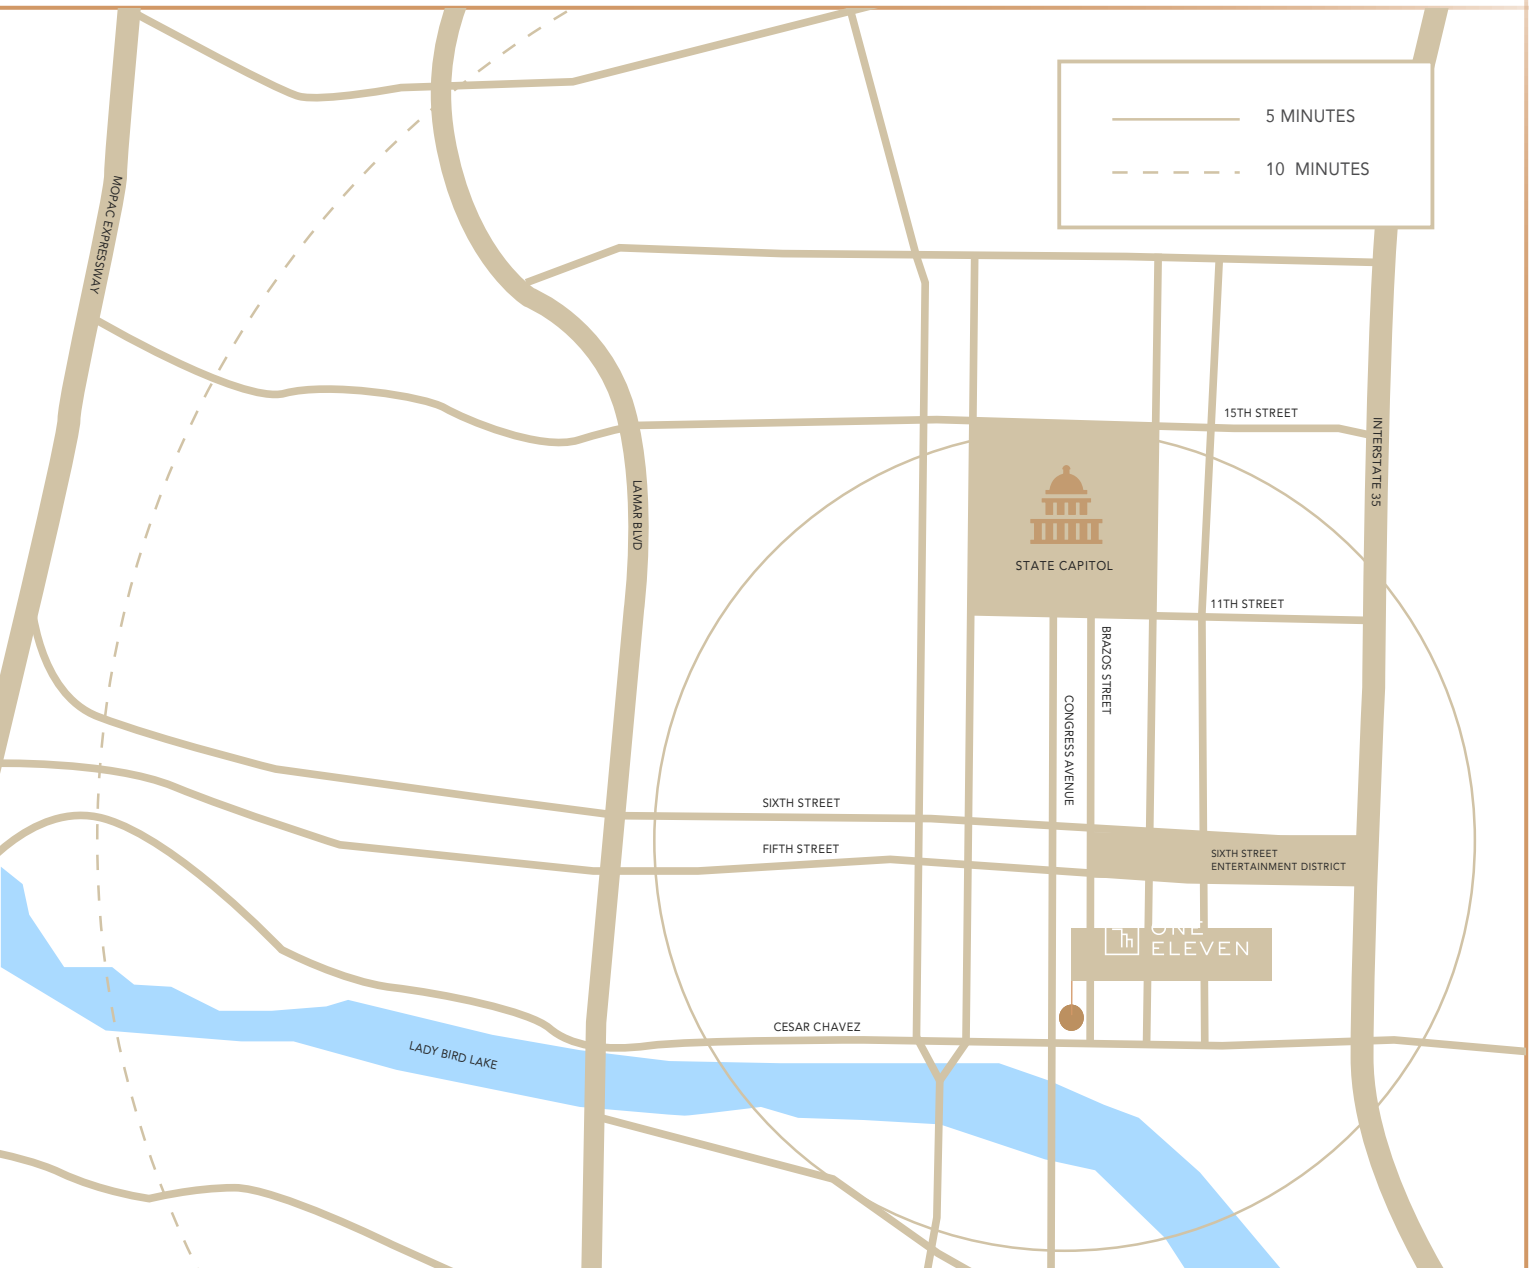 5 MINUTES
10 MINUTES
MOPAC EXPRESSWAY
15TH STREET
INTERSTATE 35
LAMAR BLVD
STATE CAPITOL
11TH STREET
BRAZOS STREET
CONGRESS AVENUE
SIXTH STREET
FIFTH STREET
SIXTH STREET
ENTERTAINMENT DISTRICT
ONE
ELEVEN
CESAR CHAVEZ
LADY BIRD LAKE